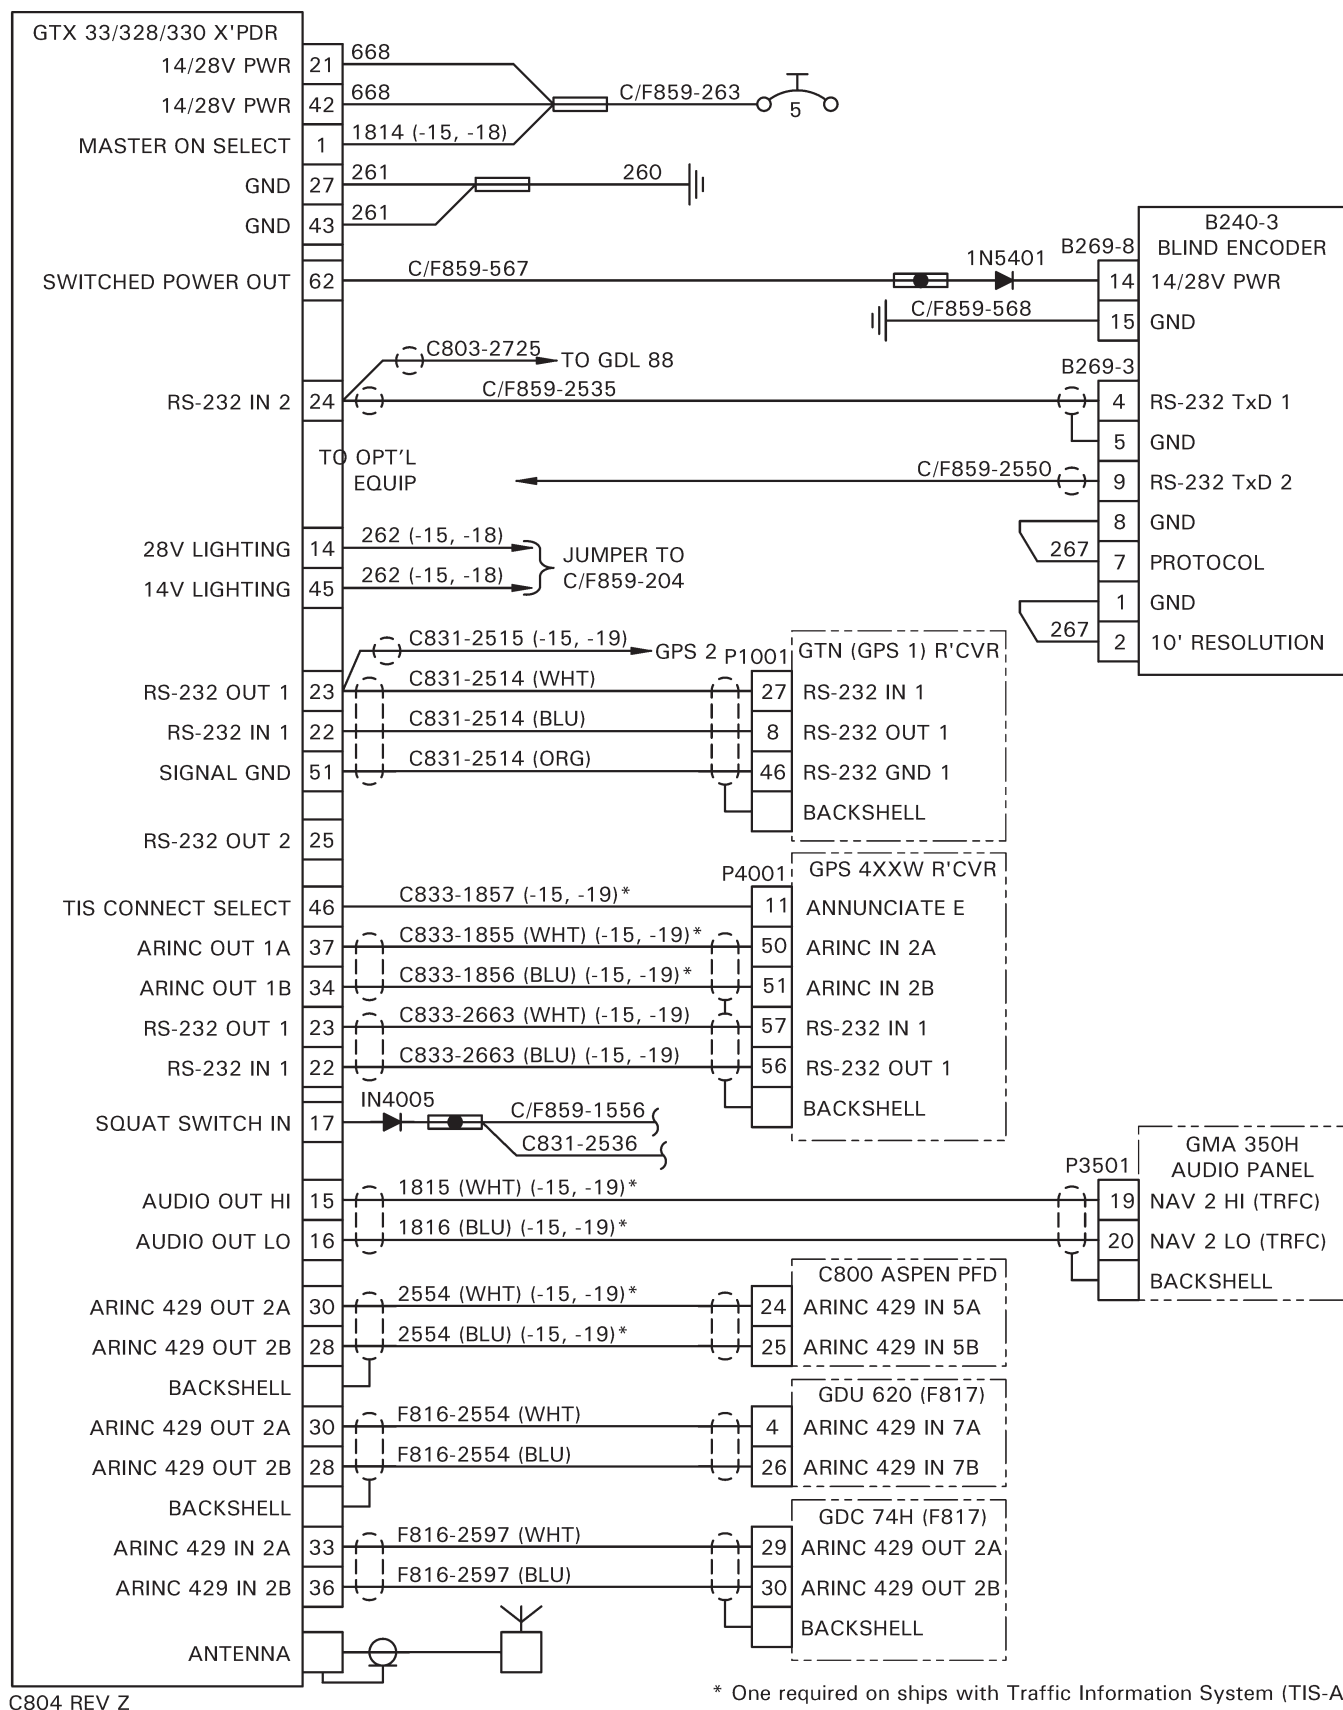 GTX 33/328/330 X'PDR
14/28V PWR 21 668
14/28V PWR 42 668 C/F859-263 5
MASTER ON SELECT 1 1814 (-15, -18)
GND 27 261 260
GND 43 261
B240-3
BLIND ENCODER
B269-8
SWITCHED POWER OUT 62 C/F859-567 1N5401 14 14/28V PWR
C/F859-568 15 GND
C803-2725 TO GDL 88
B269-3
RS-232 IN 2 24 C/F859-2535 4 RS-232 TxD 1
5 GND
TO OPT'L
EQUIP C/F859-2550 9 RS-232 TxD 2
8 GND
267 7 PROTOCOL
1 GND
267 2 10' RESOLUTION
28V LIGHTING 14 262 (-15, -18)
14V LIGHTING 45 262 (-15, -18)
JUMPER TO
C/F859-204
C831-2515 (-15, -19) GPS 2
P1001 GTN (GPS 1) R'CVR
RS-232 OUT 1 23 C831-2514 (WHT) 27 RS-232 IN 1
RS-232 IN 1 22 C831-2514 (BLU) 8 RS-232 OUT 1
SIGNAL GND 51 C831-2514 (ORG) 46 RS-232 GND 1
BACKSHELL
RS-232 OUT 2 25
P4001 GPS 4XXW R'CVR
TIS CONNECT SELECT 46 C833-1857 (-15, -19)* 11 ANNUNCIATE E
ARINC OUT 1A 37 C833-1855 (WHT) (-15, -19)* 50 ARINC IN 2A
ARINC OUT 1B 34 C833-1856 (BLU) (-15, -19)* 51 ARINC IN 2B
RS-232 OUT 1 23 C833-2663 (WHT) (-15, -19) 57 RS-232 IN 1
RS-232 IN 1 22 C833-2663 (BLU) (-15, -19) 56 RS-232 OUT 1
BACKSHELL
SQUAT SWITCH IN 17 IN4005 C/F859-1556
C831-2536
GMA 350H
AUDIO PANEL
P3501
AUDIO OUT HI 15 1815 (WHT) (-15, -19)* 19 NAV 2 HI (TRFC)
AUDIO OUT LO 16 1816 (BLU) (-15, -19)* 20 NAV 2 LO (TRFC)
BACKSHELL
C800 ASPEN PFD
ARINC 429 OUT 2A 30 2554 (WHT) (-15, -19)* 24 ARINC 429 IN 5A
ARINC 429 OUT 2B 28 2554 (BLU) (-15, -19)* 25 ARINC 429 IN 5B
BACKSHELL
GDU 620 (F817)
ARINC 429 OUT 2A 30 F816-2554 (WHT) 4 ARINC 429 IN 7A
ARINC 429 OUT 2B 28 F816-2554 (BLU) 26 ARINC 429 IN 7B
BACKSHELL
GDC 74H (F817)
ARINC 429 IN 2A 33 F816-2597 (WHT) 29 ARINC 429 OUT 2A
ARINC 429 IN 2B 36 F816-2597 (BLU) 30 ARINC 429 OUT 2B
BACKSHELL
ANTENNA
C804 REV Z
* One required on ships with Traffic Information System (TIS-A